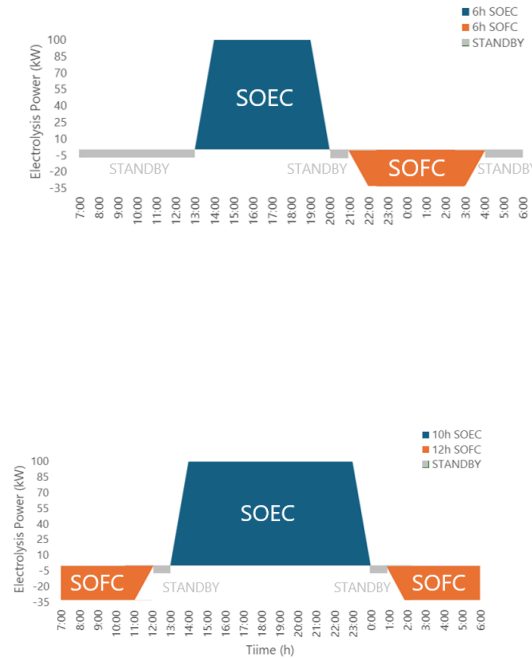 6h SOEC
6h SOFC
STANDBY
Electrolysis Power (kW)
100
85
70
55
40
25
10
-5
-20
-35
SOEC
STANDBY
STANDBY
SOFC
STANDBY
7:00 8:00 9:00 10:00 11:00 12:00 13:00 14:00 15:00 16:00 17:00 18:00 19:00 20:00 21:00 22:00 23:00 0:00 1:00 2:00 3:00 4:00 5:00 6:00
10h SOEC
12h SOFC
STANDBY
Electrolysis Power (kW)
100
85
70
55
40
25
10
-5
-20
-35
SOEC
SOFC
STANDBY
STANDBY
SOFC
7:00 8:00 9:00 10:00 11:00 12:00 13:00 14:00 15:00 16:00 17:00 18:00 19:00 20:00 21:00 22:00 23:00 0:00 1:00 2:00 3:00 4:00 5:00 6:00
Tiime (h)